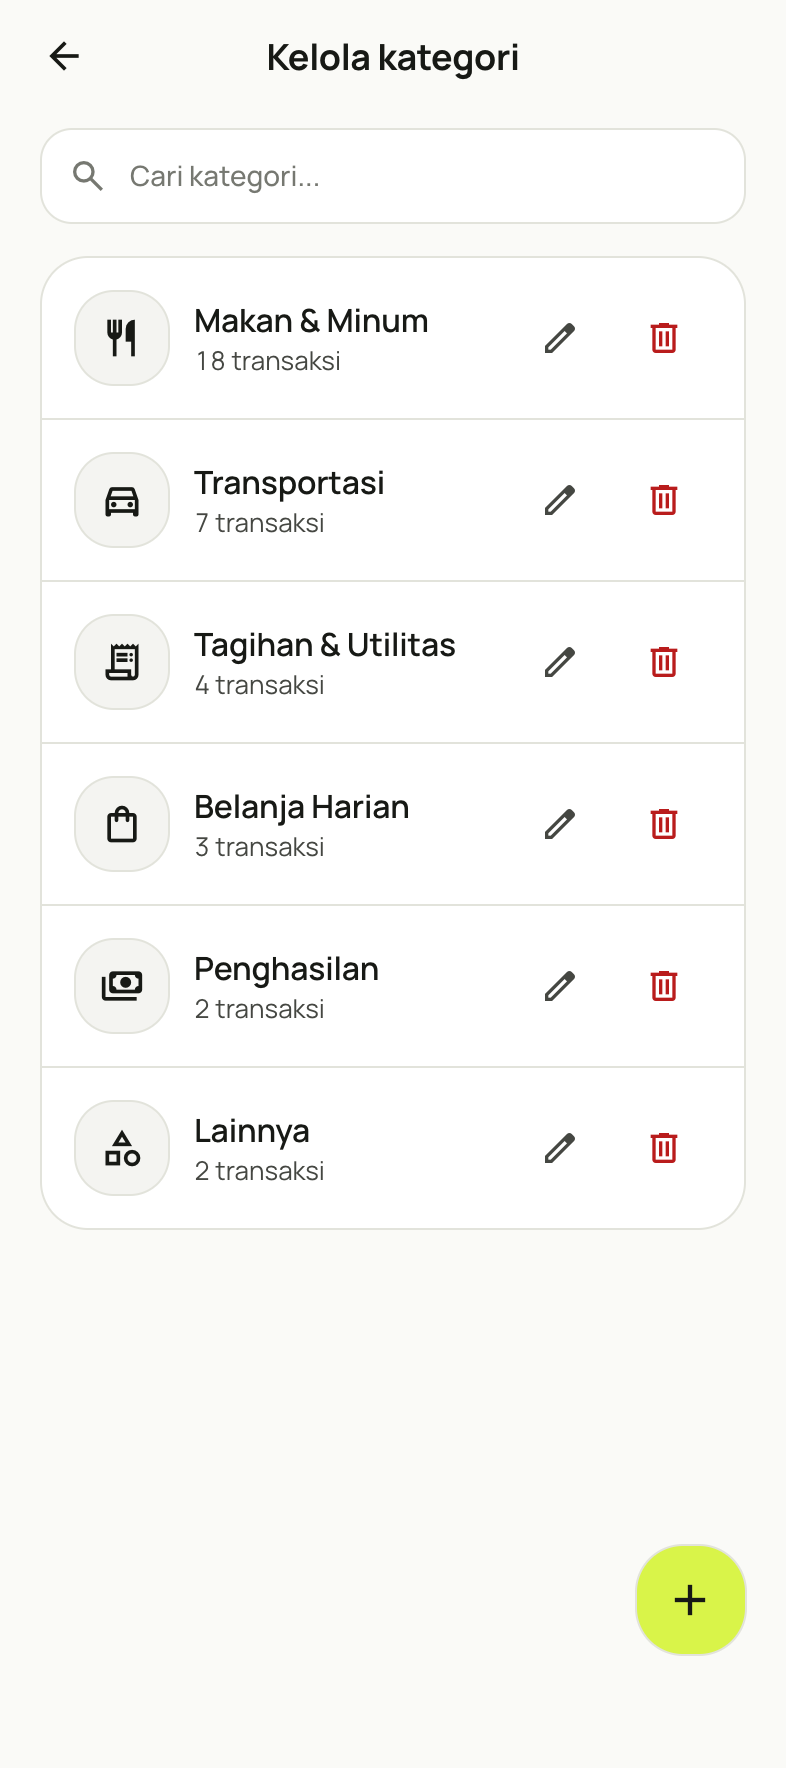 Kelola kategori
Cari kategori...
Makan & Minum
18 transaksi
Transportasi
7 transaksi
Tagihan & Utilitas
4 transaksi
Belanja Harian
3 transaksi
Penghasilan
2 transaksi
Lainnya
2 transaksi